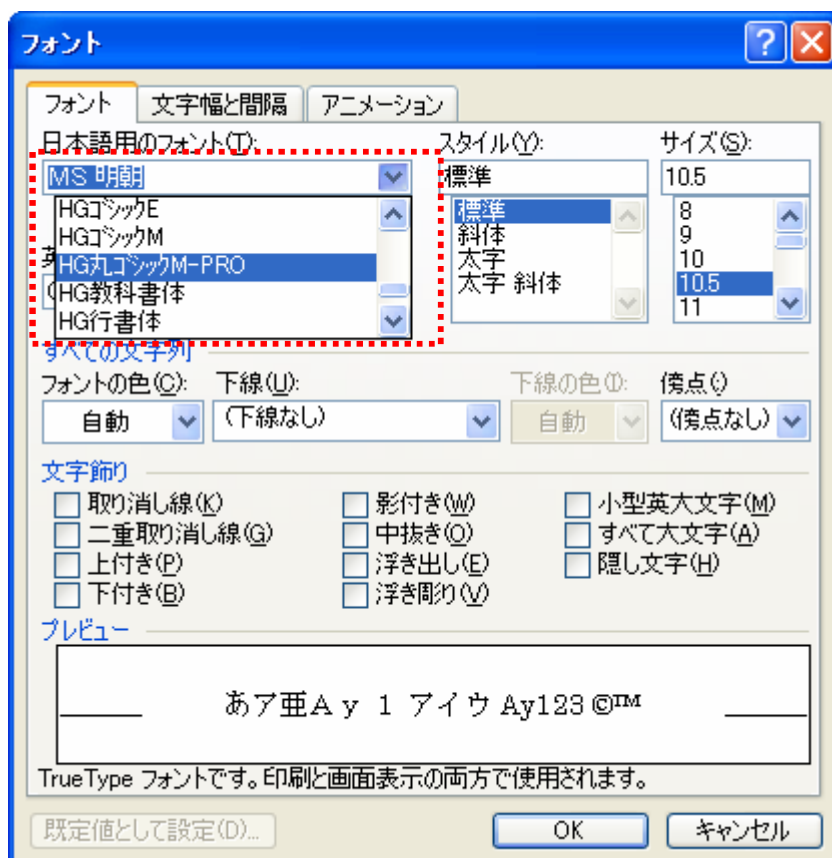 フォント
フォント 文字幅と間隔 アニメーション
日本語用のフォント(T): スタイル(Y): サイズ(S):
MS 明朝 標準 10.5
HGゴシックE 標準 8
HGゴシックM 斜体 9
HG丸ゴシックM-PRO 太字 10
HG教科書体 太字 斜体 10.5
HG行書体 11
英
すべての文字列
フォントの色(C): 下線(U): 下線の色(I): 傍点(·)
自動 (下線なし) 自動 (傍点なし)
文字飾り
取り消し線(K) 影付き(W) 小型英大文字(M)
二重取り消し線(G) 中抜き(O) すべて大文字(A)
上付き(P) 浮き出し(E) 隠し文字(H)
下付き(B) 浮き彫り(V)
プレビュー
あア亜Ay 1 アイウ Ay123 ©™
TrueType フォントです。印刷と画面表示の両方で使用されます。
既定値として設定(D)... OK キャンセル